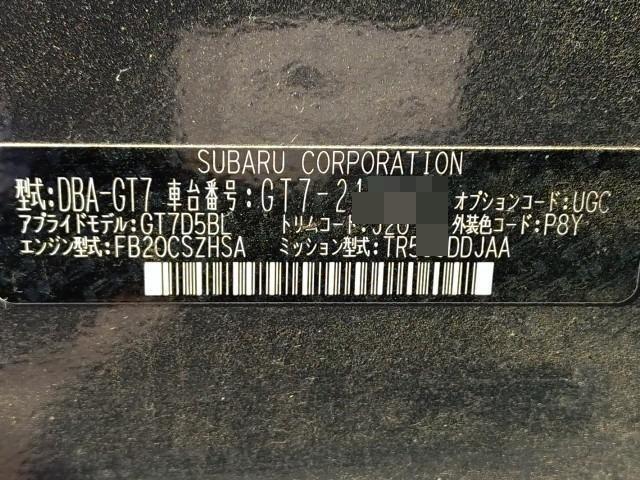 SUBARU CORPORATION
型式:DBA-GT7 車台番号:GT7-21 オプションコード:UGC
アプライドモデル:GT7D5BL トリムコード:J20 外装色コード:P8Y
エンジン型式:FB20CSZHSA ミッション型式:TR5 DDJAA